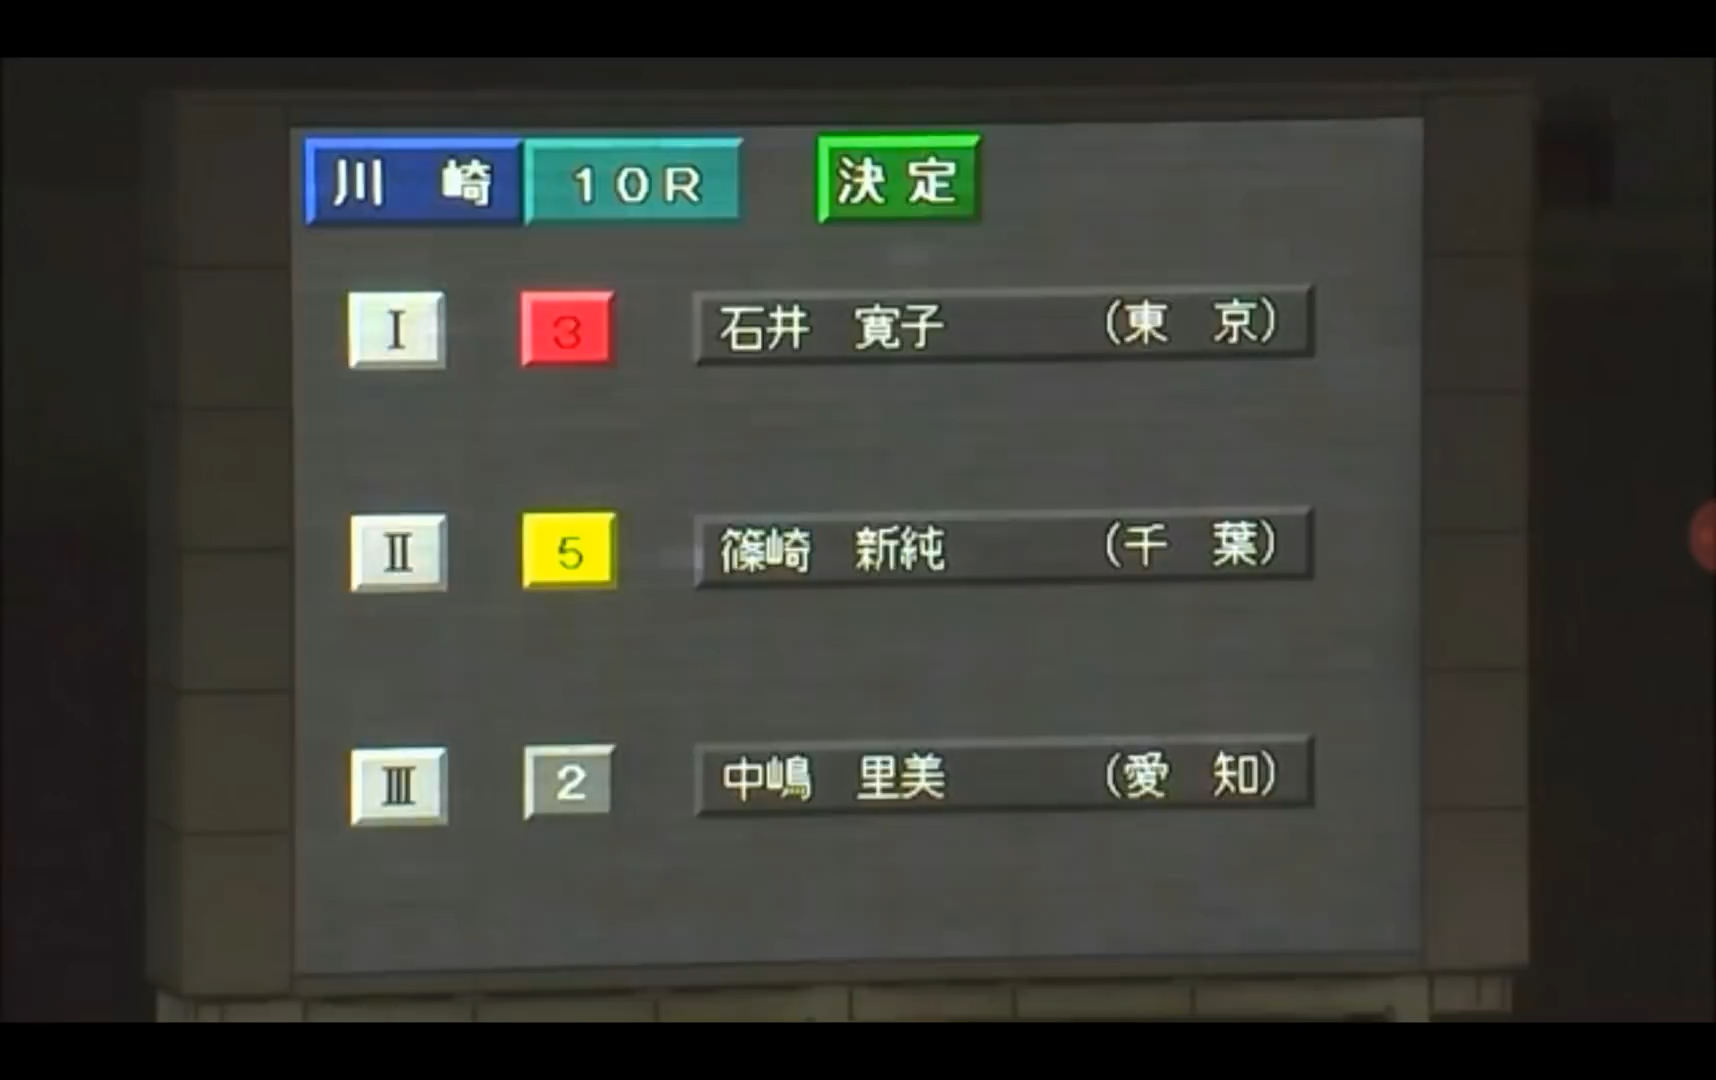 川崎 10R 決定
Ⅰ 3 石井 寛子 (東 京)
Ⅱ 5 篠崎 新純 (千 葉)
Ⅲ 2 中嶋 里美 (愛 知)